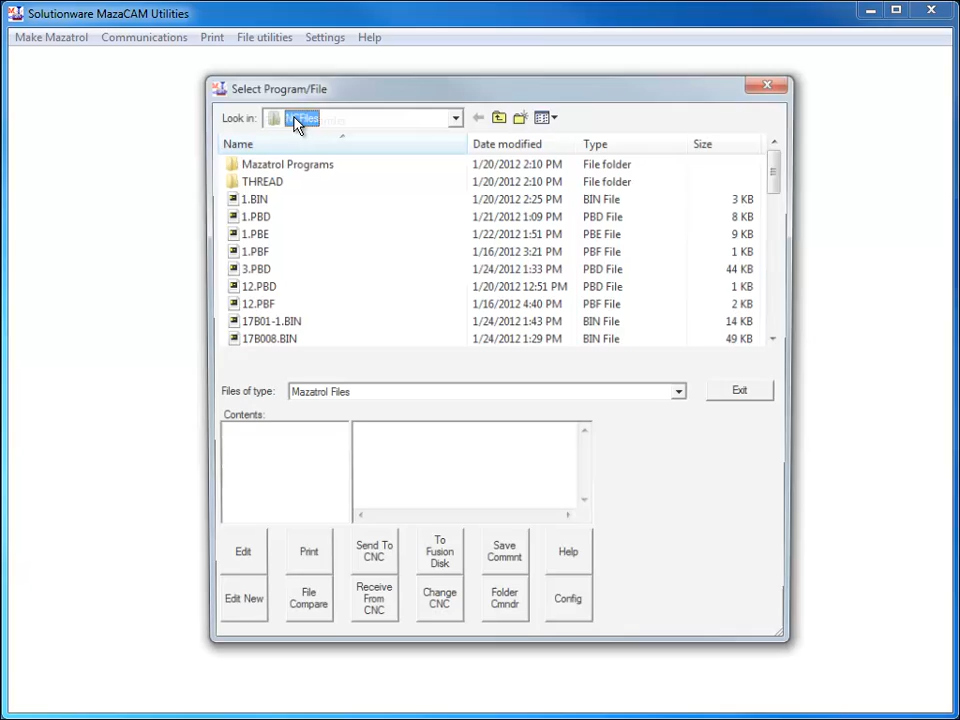 Solutionware MazaCAM Utilities
Make Mazatrol Communications Print File utilities Settings Help
Select Program/File
Look in:
Name Date modified Type Size
Mazatrol Programs 1/20/2012 2:10 PM File folder
THREAD 1/20/2012 2:10 PM File folder
1.BIN 1/20/2012 2:25 PM BIN File 3 KB
1.PBD 1/21/2012 1:09 PM PBD File 8 KB
1.PBE 1/22/2012 1:51 PM PBE File 9 KB
1.PBF 1/16/2012 3:21 PM PBF File 1 KB
3.PBD 1/24/2012 1:33 PM PBD File 44 KB
12.PBD 1/20/2012 12:51 PM PBD File 1 KB
12.PBF 1/16/2012 4:40 PM PBF File 2 KB
17B01-1.BIN 1/24/2012 1:43 PM BIN File 14 KB
17B008.BIN 1/24/2012 1:29 PM BIN File 49 KB
Files of type: Mazatrol Files Exit
Contents:
Edit Print Send To CNC To Fusion Disk Save Commnt Help
Edit New File Compare Receive From CNC Change CNC Folder Cmndr Config